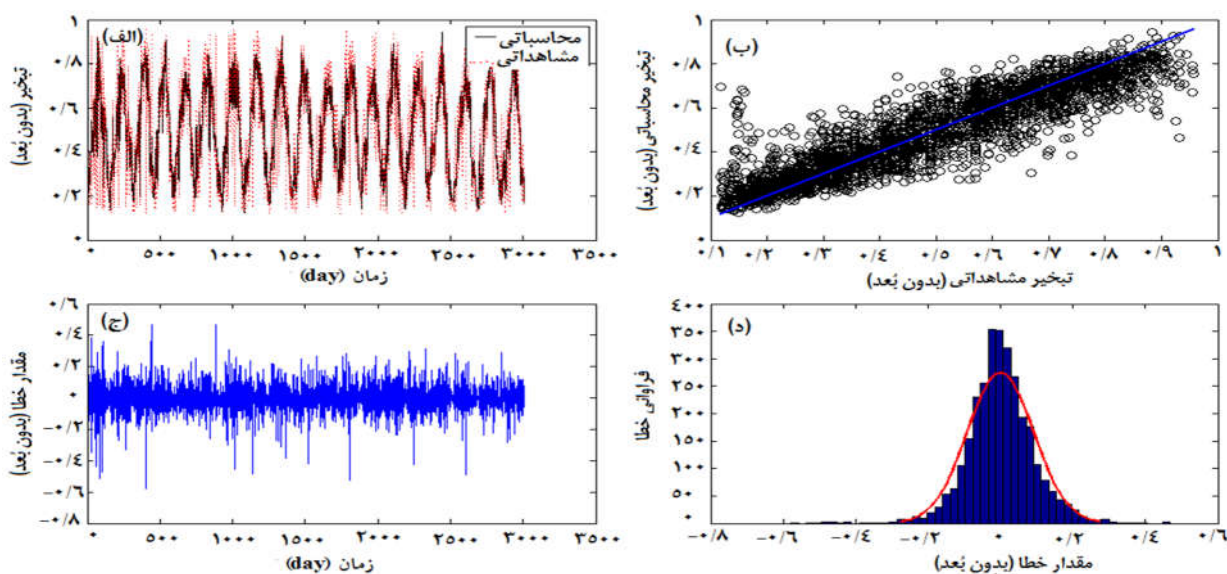 (الف)
محاسباتی
مشاهداتی
تبخیر (بدون بُعد)
۱
۰/۸
۰/۶
۰/۴
۰/۲
۰
۰ ۵۰۰ ۱۰۰۰ ۱۵۰۰ ۲۰۰۰ ۲۵۰۰ ۳۰۰۰ ۳۵۰۰
زمان (day)
(ب)
تبخیر محاسباتی (بدون بُعد)
۱
۰/۸
۰/۶
۰/۴
۰/۲
۰
۰/۱ ۰/۲ ۰/۳ ۰/۴ ۰/۵ ۰/۶ ۰/۷ ۰/۸ ۰/۹ ۱
تبخیر مشاهداتی (بدون بُعد)
(ج)
مقدار خطا (بدون بُعد)
۰/۶
۰/۴
۰/۲
۰
-۰/۲
-۰/۴
-۰/۶
-۰/۸
۰ ۵۰۰ ۱۰۰۰ ۱۵۰۰ ۲۰۰۰ ۲۵۰۰ ۳۰۰۰ ۳۵۰۰
زمان (day)
(د)
فراوانی خطا
۴۰۰
۳۵۰
۳۰۰
۲۵۰
۲۰۰
۱۵۰
۱۰۰
۵۰
۰
-۰/۸ -۰/۶ -۰/۴ -۰/۲ ۰ ۰/۲ ۰/۴ ۰/۶
مقدار خطا (بدون بُعد)